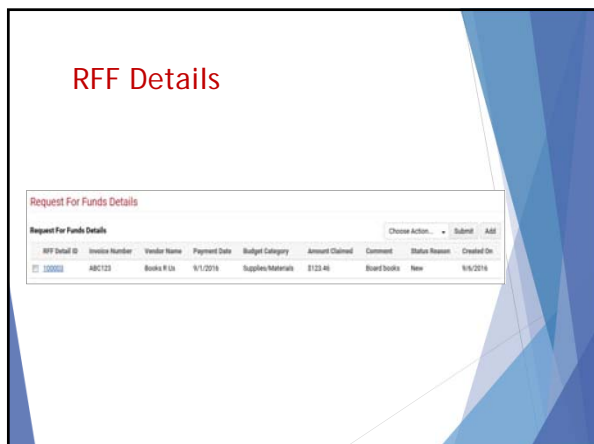 RFF Details
Request For Funds Details
Request For Funds Details Choose Action... Submit Add
RFF Detail ID Invoice Number Vendor Name Payment Date Budget Category Amount Claimed Comment Status Reason Created On
100003 ABC123 Books R Us 9/1/2016 Supplies/Materials $123.46 Board books New 9/6/2016